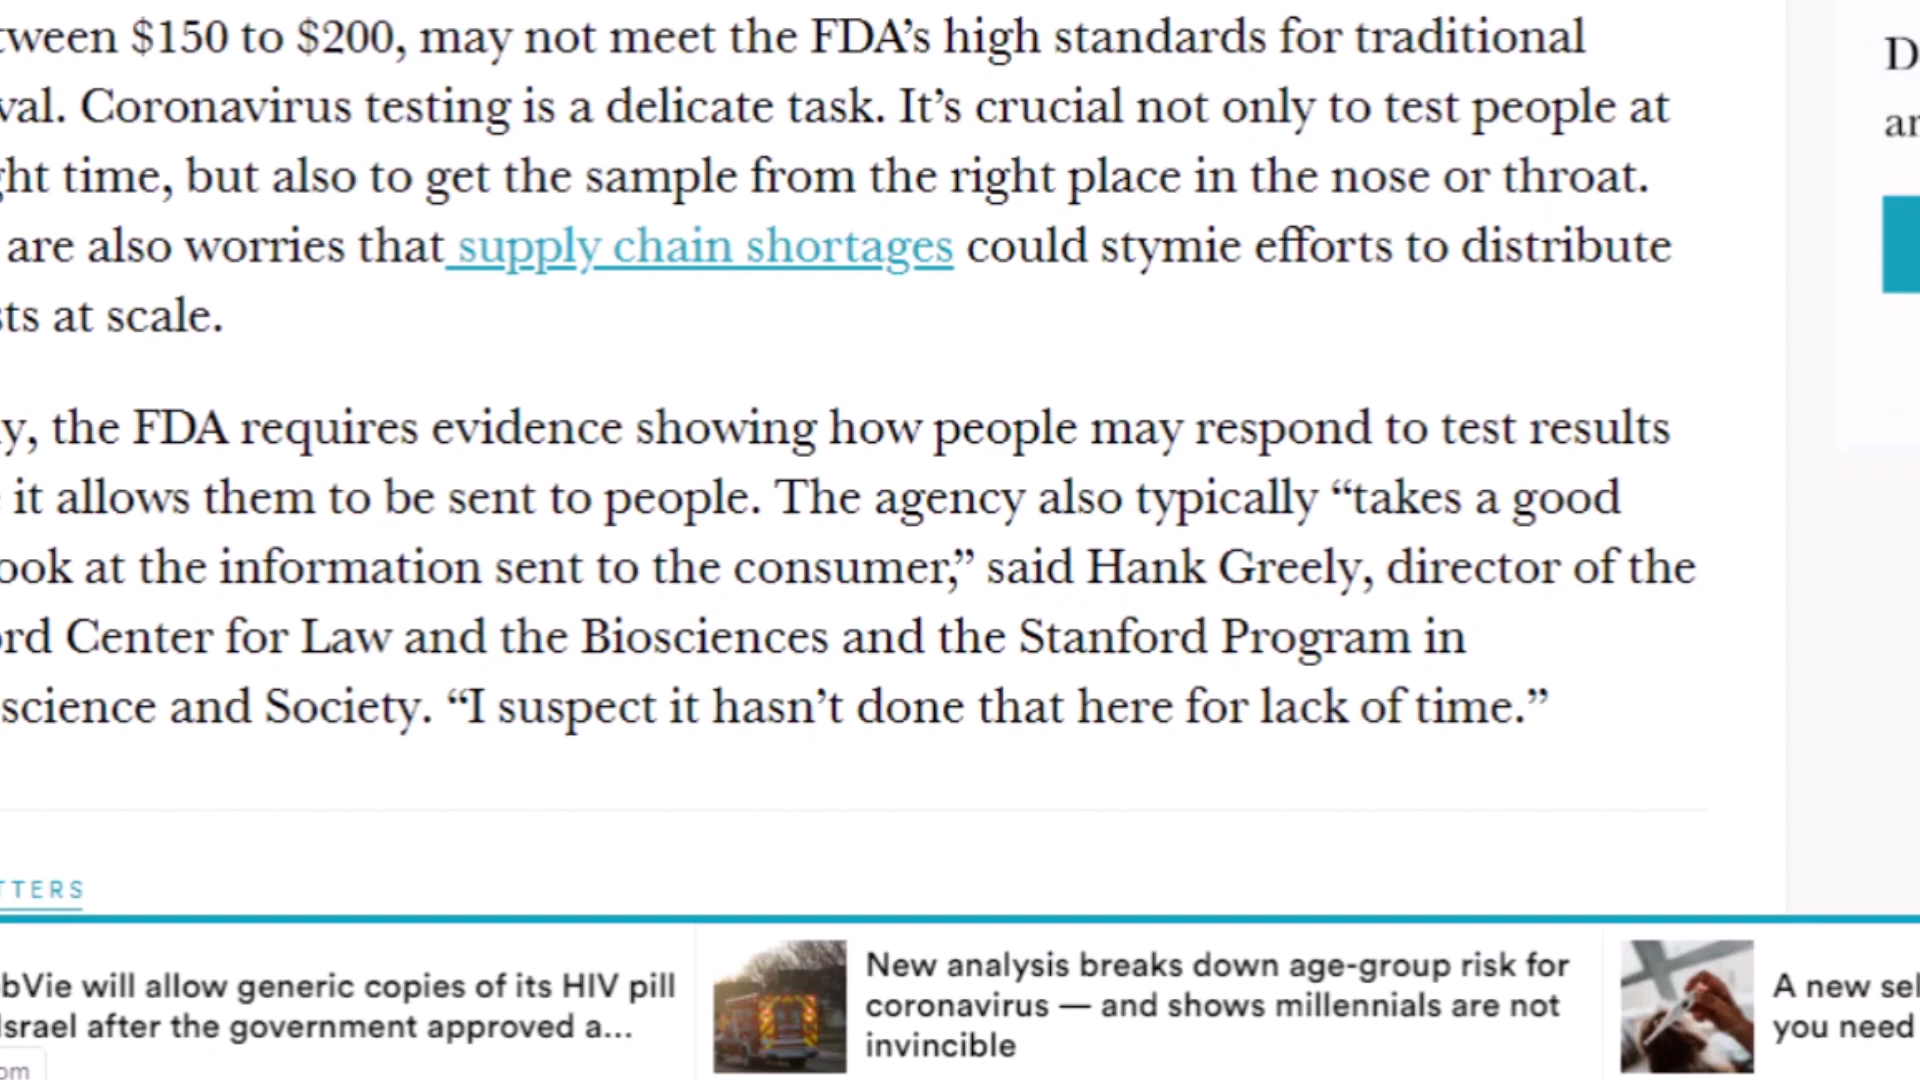 tween $150 to $200, may not meet the FDA’s high standards for traditional
val. Coronavirus testing is a delicate task. It’s crucial not only to test people at
ght time, but also to get the sample from the right place in the nose or throat.
are also worries that supply chain shortages could stymie efforts to distribute
sts at scale.
y, the FDA requires evidence showing how people may respond to test results
it allows them to be sent to people. The agency also typically “takes a good
ook at the information sent to the consumer,” said Hank Greely, director of the
ord Center for Law and the Biosciences and the Stanford Program in
science and Society. “I suspect it hasn’t done that here for lack of time.”
D
ar
TTERS
bVie will allow generic copies of its HIV pill
Israel after the government approved a...
om
New analysis breaks down age-group risk for
coronavirus — and shows millennials are not
invincible
A new sel
you need